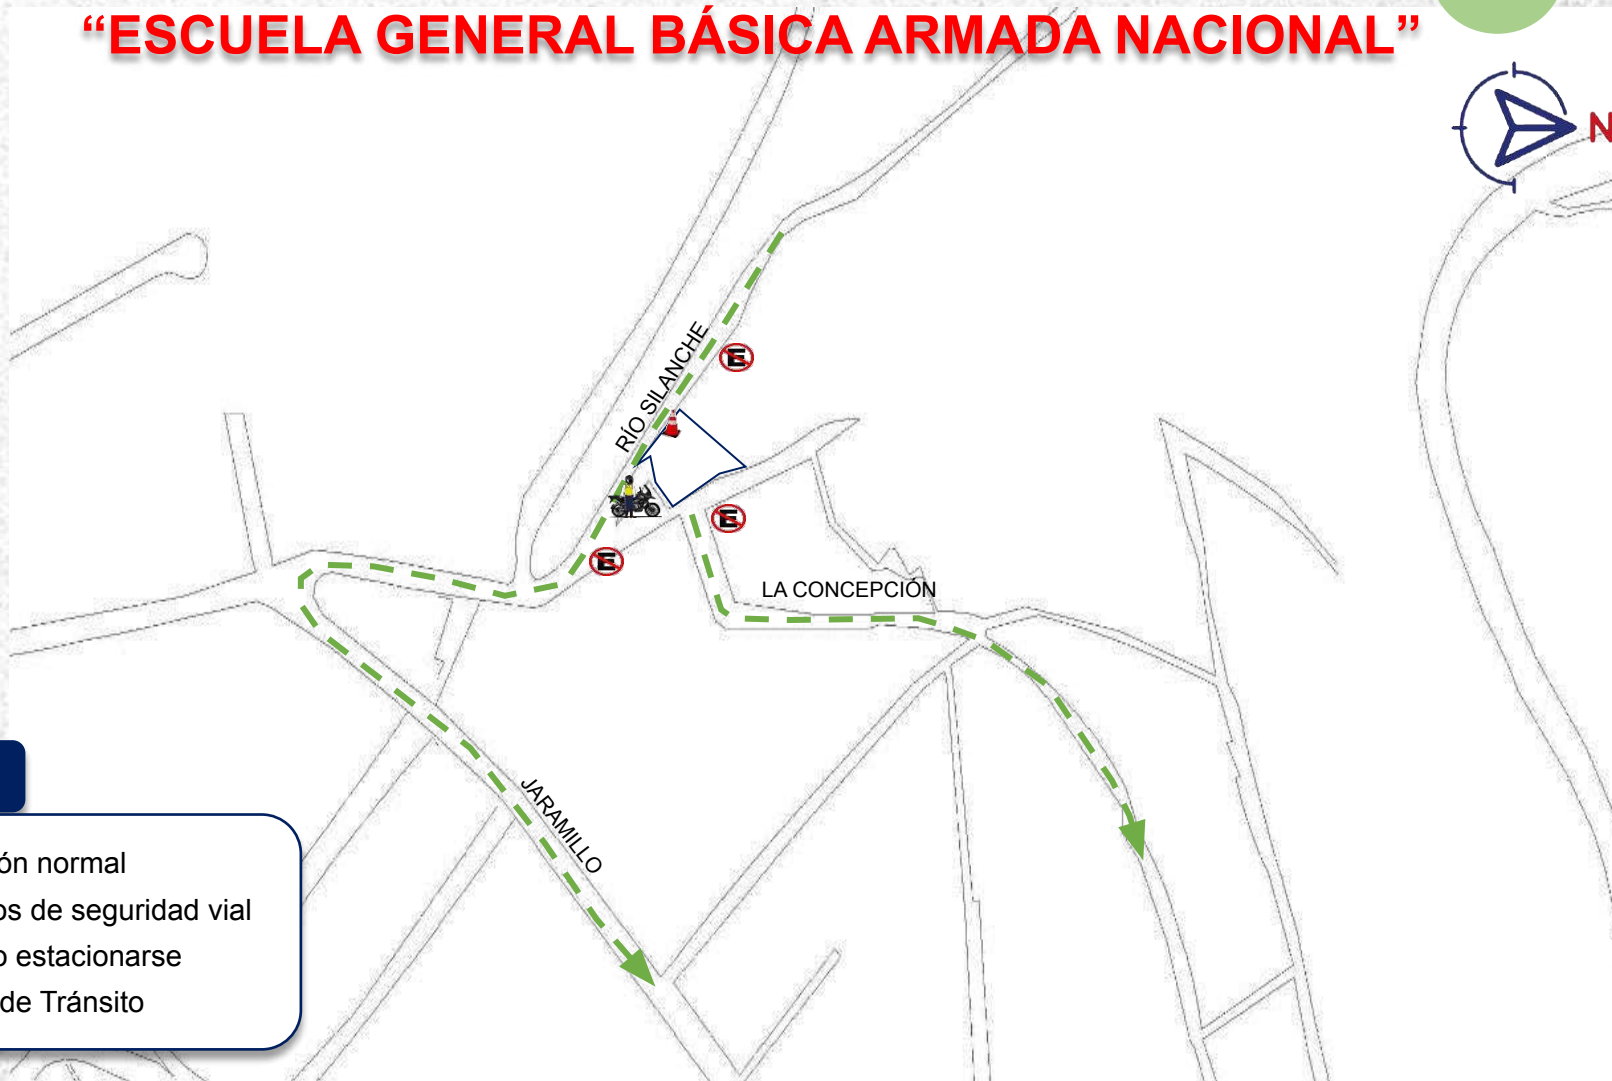 “ESCUELA GENERAL BÁSICA ARMADA NACIONAL”
N
RÍO SILANCHE
E
E
E
LA CONCEPCIÓN
JARAMILLO
ón normal
os de seguridad vial
o estacionarse
de Tránsito